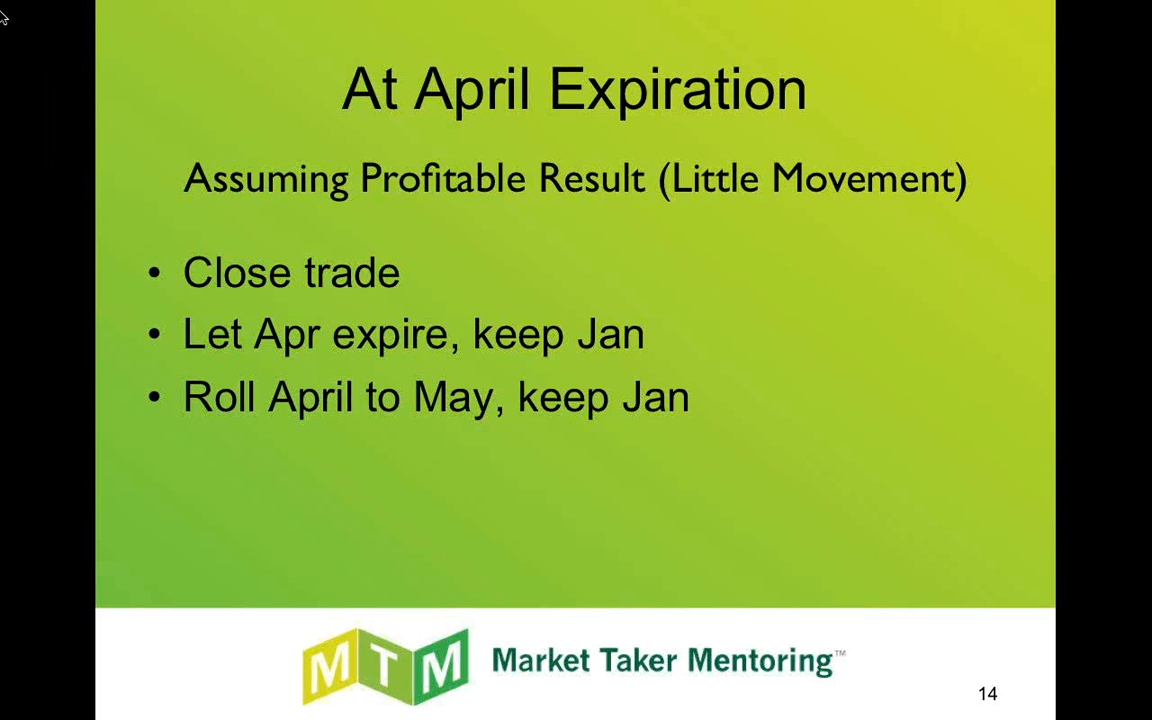 At April Expiration
Assuming Profitable Result (Little Movement)
• Close trade
• Let Apr expire, keep Jan
• Roll April to May, keep Jan
MTM Market Taker Mentoring™
14